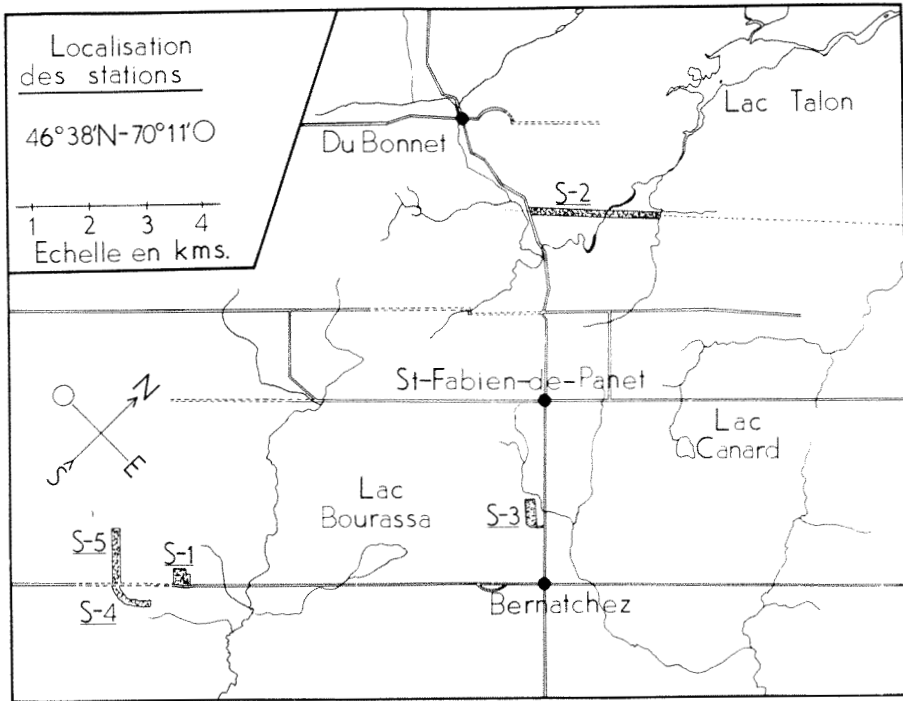 Localisation
des stations
46°38'N-70°11'O
1 2 3 4
Echelle en kms.
Lac Talon
Du Bonnet
S-2
St-Fabien-de-Panet
O N
S E
Lac
Canard
Lac
Bourassa
S-3
S-5
S-1
S-4
Bernatchez